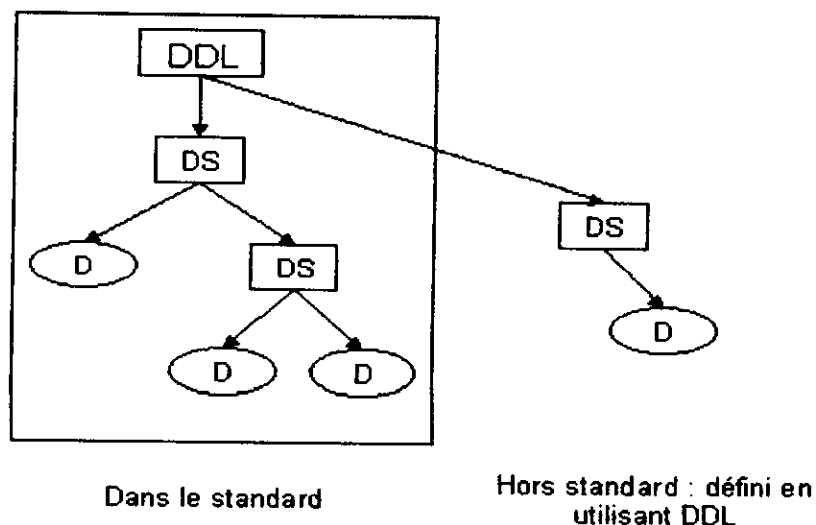 DDL
DS
DS
D
DS
D
D
D
Dans le standard
Hors standard : défini en
utilisant DDL